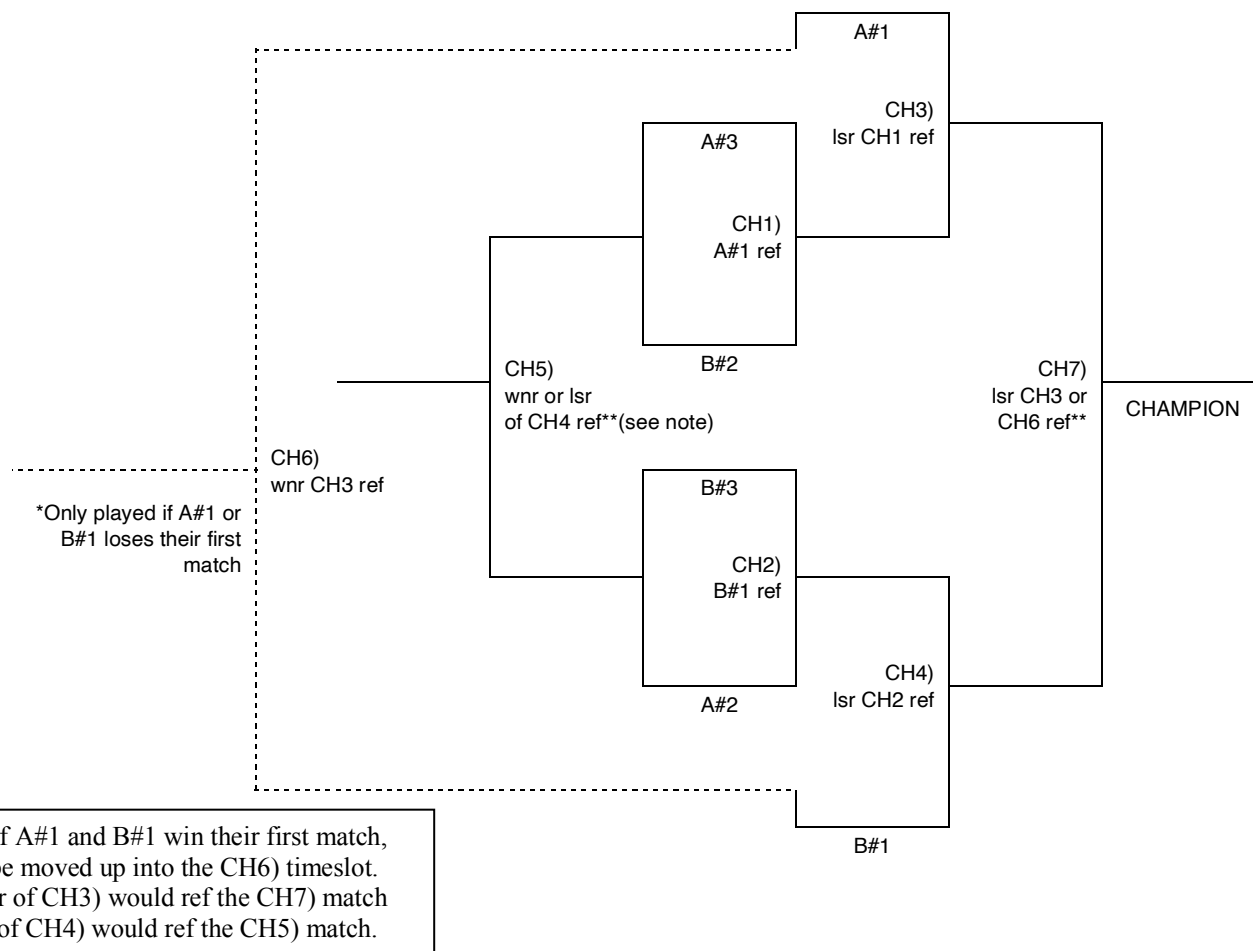 A#1
CH3)
lsr CH1 ref
A#3
CH1)
A#1 ref
B#2
CH5)
wnr or lsr
of CH4 ref**(see note)
CH7)
lsr CH3 or
CH6 ref**
CHAMPION
CH6)
wnr CH3 ref
*Only played if A#1 or
B#1 loses their first
match
B#3
CH2)
B#1 ref
A#2
CH4)
lsr CH2 ref
B#1
A#1 and B#1 win their first match,
moved up into the CH6) timeslot.
of CH3) would ref the CH7) match
of CH4) would ref the CH5) match.